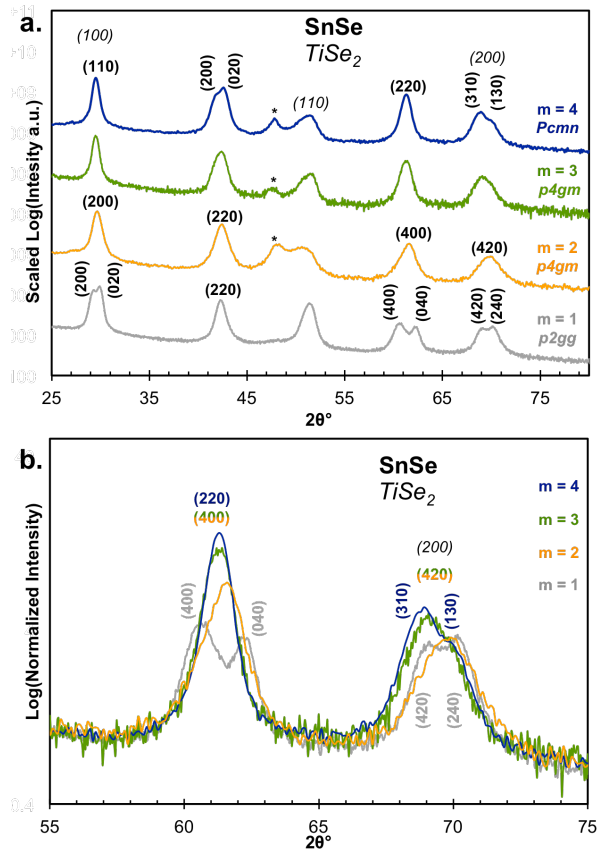 a.
SnSe
TiSe2
(100)
(110)
(200)
(020)
*
(110)
(220)
(200)
(310)
(130)
m = 4
Pcmn
*
m = 3
p4gm
(200)
(220)
*
(400)
(420)
m = 2
p4gm
(200)
(020)
(220)
(400)
(040)
(420)
(240)
m = 1
p2gg
Scaled Log(Intesity a.u.)
25 35 45 55 65 75
2θ°
b.
SnSe
TiSe2
(220)
(400)
(400)
(040)
(200)
(420)
(310)
(130)
(420)
(240)
m = 4
m = 3
m = 2
m = 1
Log(Normalized Intensity)
0.4
55 60 65 70 75
2θ°